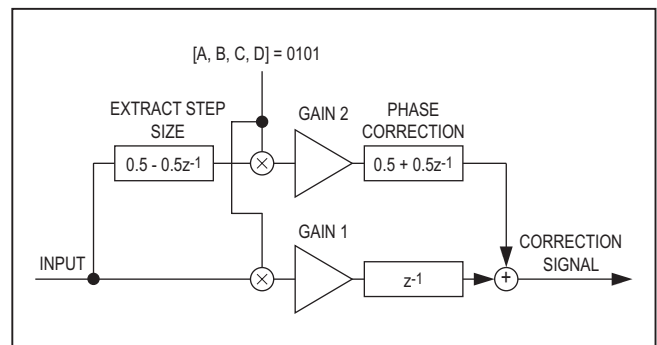 [A, B, C, D] = 0101
EXTRACT STEP
SIZE
GAIN 2
PHASE
CORRECTION
0.5 - 0.5z-1
×
0.5 + 0.5z-1
GAIN 1
CORRECTION
SIGNAL
INPUT
×
z-1
+